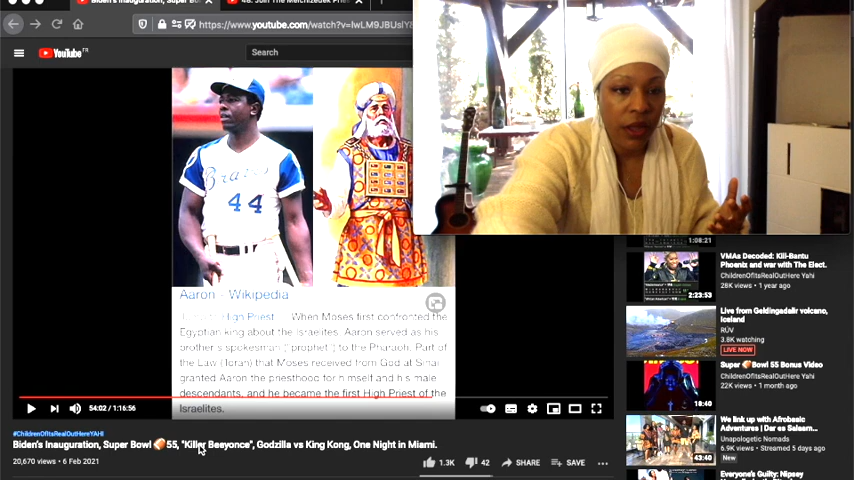 Biden's Inauguration, Super Bo
48. Join The Melchizedek Pries
https://www.youtube.com/watch?v=IwLM9JBUslY
YouTube FR
Search
Braves
44
Aaron - Wikipedia
High Priest ... When Moses first confronted the
Egyptian king about the Israelites, Aaron served as his
brother's spokesman ("prophet") to the Pharaoh. Part of
the Law (Torah) that Moses received from God at Sinai
granted Aaron the priesthood for himself and his male
descendants, and he became the first High Priest of the
Israelites.
54:02 / 1:16:56
#ChildrenOfItsRealOutHereYAHI
Biden's Inauguration, Super Bowl 🏈 55, "Killer Beeyonce", Godzilla vs King Kong, One Night in Miami.
20,670 views • 6 Feb 2021
1.3K
42
SHARE
SAVE
1:08:21
VMAs Decoded: Kill-Bantu
Phoenix and war with The Elect.
ChildrenOfItsRealOutHere Yahi
28K views • 1 year ago
2:23:53
Live from Geldingadalir volcano,
Iceland
RÚV
3.8K watching
LIVE NOW
Super 🏈Bowl 55 Bonus Video
ChildrenOfItsRealOutHere Yahi
22K views • 1 month ago
18:40
We link up with Afrobasic
Adventures | Dar es Salaam...
Unapologetic Nomads
6.9K views • Streamed 5 days ago
New
43:40
Everyone's Guilty: Nipsey